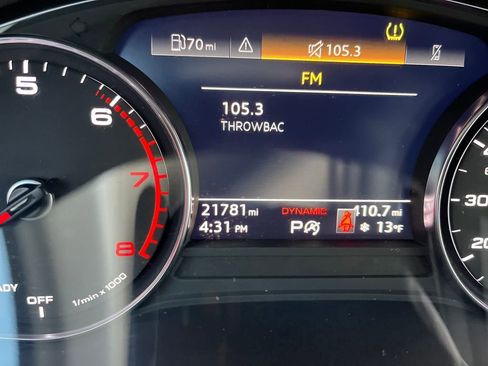 70 mi 105.3
FM
105.3
THROWBAC
21781 mi DYNAMIC 410.7 mi
4:31 PM P 13°F
5
6
7
8
1/min x 1000
OFF